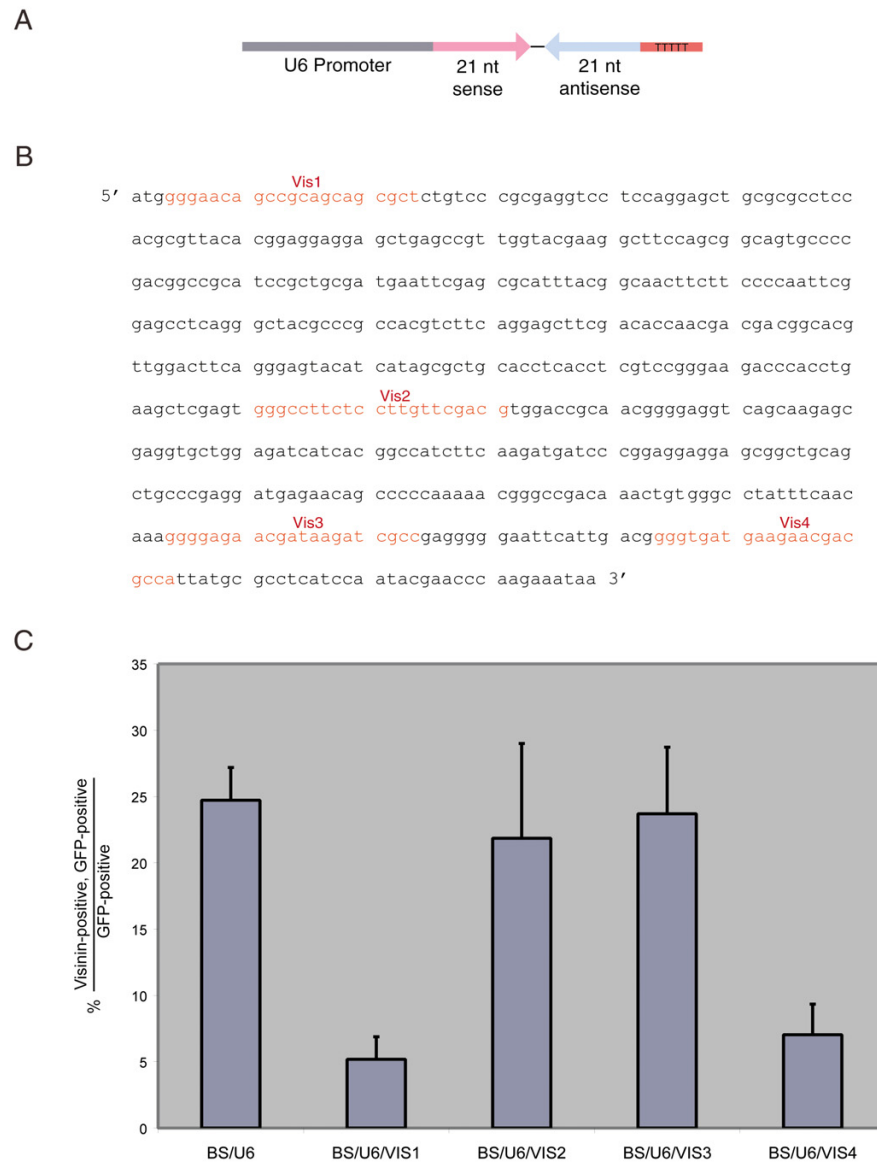 A
TTTTT
U6 Promoter
21 nt
sense
21 nt
antisense
B
Vis1
5' atggggaaca gccgcagcag cgctctgtcc cgcgaggtcc tccaggagct gcgcgcctcc
acgcgttaca cggaggagga gctgagccgt tggtacgaag gcttccagcg gcagtgcccc
gacggccgca tccgctgcga tgaattcgag cgcatttacg gcaacttctt ccccaattcg
gagcctcagg gctacgcccg ccacgtcttc aggagcttcg acaccaacga cgacggcacg
ttggacttca gggagtacat catagcgctg cacctcacct cgtccgggaa gacccacctg
Vis2
aagctcgagt gggccttctc cttgttcgac gtggaccgca acggggaggt cagcaagagc
gaggtgctgg agatcatcac ggccatcttc aagatgatcc cggaggagga gcggctgcag
ctgcccgagg atgagaacag cccccaaaaa cgggccgaca aactgtgggc ctatttcaac
Vis3
Vis4
aaaggggaga acgataagat cgccgagggg gaattcattg acggggtgat gaagaacgac
gccattatgc gcctcatcca atacgaaccc aagaaataa 3'
C
35
30
25
20
15
10
5
0
% Visinin-positive, GFP-positive
GFP-positive
BS/U6
BS/U6/VIS1
BS/U6/VIS2
BS/U6/VIS3
BS/U6/VIS4